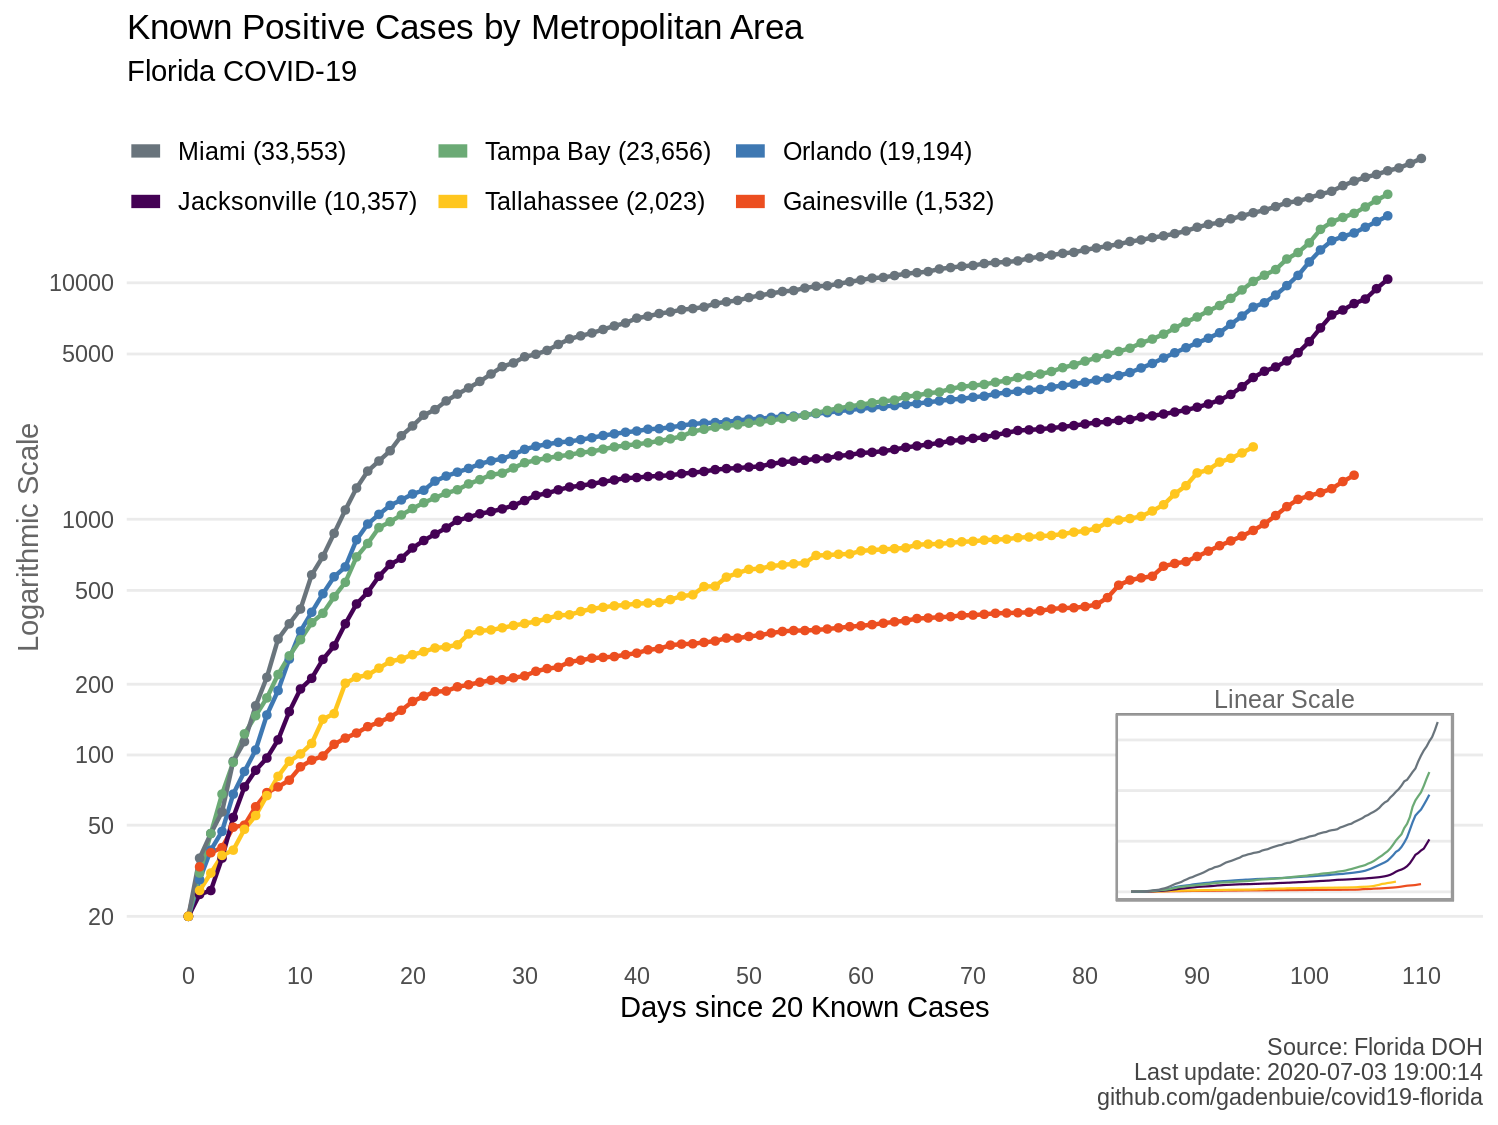 Known Positive Cases by Metropolitan Area
Florida COVID-19
Miami (33,553) Tampa Bay (23,656) Orlando (19,194)
Jacksonville (10,357) Tallahassee (2,023) Gainesville (1,532)
Logarithmic Scale
10000
5000
1000
500
200
100
50
20
Linear Scale
0 10 20 30 40 50 60 70 80 90 100 110
Days since 20 Known Cases
Source: Florida DOH
Last update: 2020-07-03 19:00:14
github.com/gadenbuie/covid19-florida